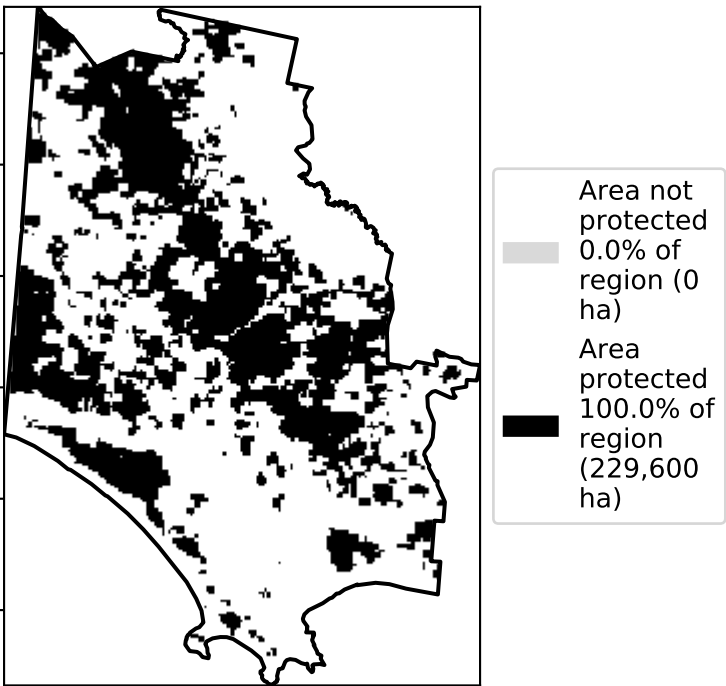 Area not
protected
0.0% of
region (0
ha)
Area
protected
100.0% of
region
(229,600
ha)